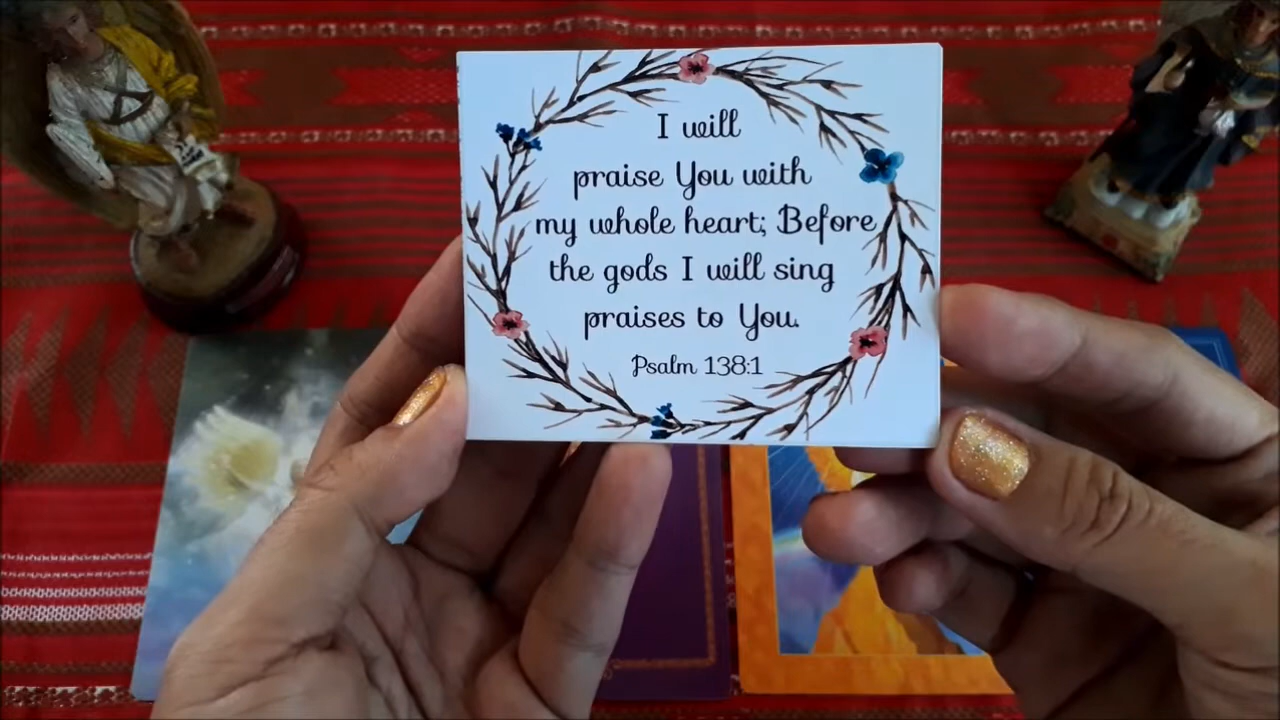 I will
praise You with
my whole heart; Before
the gods I will sing
praises to You.
Psalm 138:1